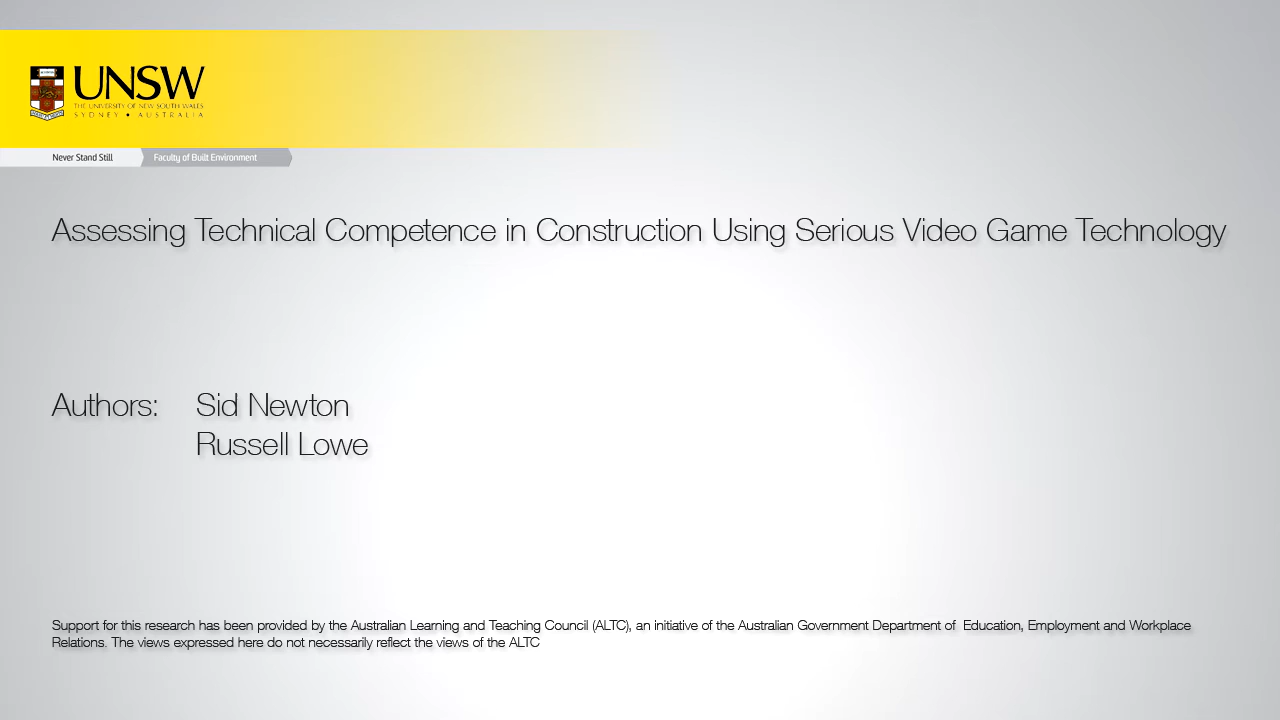 UNSW
THE UNIVERSITY OF NEW SOUTH WALES
SYDNEY • AUSTRALIA
Never Stand Still
Faculty of Built Environment
Assessing Technical Competence in Construction Using Serious Video Game Technology
Authors: Sid Newton
Russell Lowe
Support for this research has been provided by the Australian Learning and Teaching Council (ALTC), an initiative of the Australian Government Department of Education, Employment and Workplace
Relations. The views expressed here do not necessarily reflect the views of the ALTC